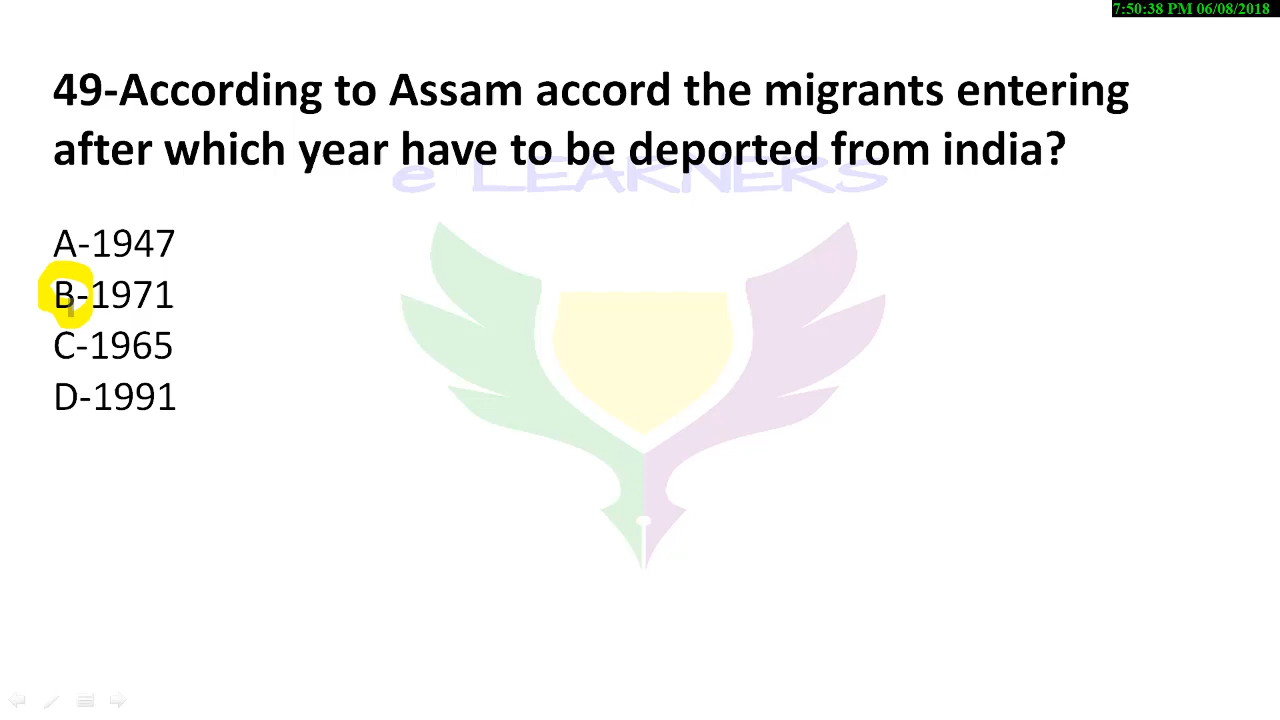 7:50:38 PM 06/08/2018
49-According to Assam accord the migrants entering
after which year have to be deported from india?
e LEARNERS
A-1947
B-1971
C-1965
D-1991